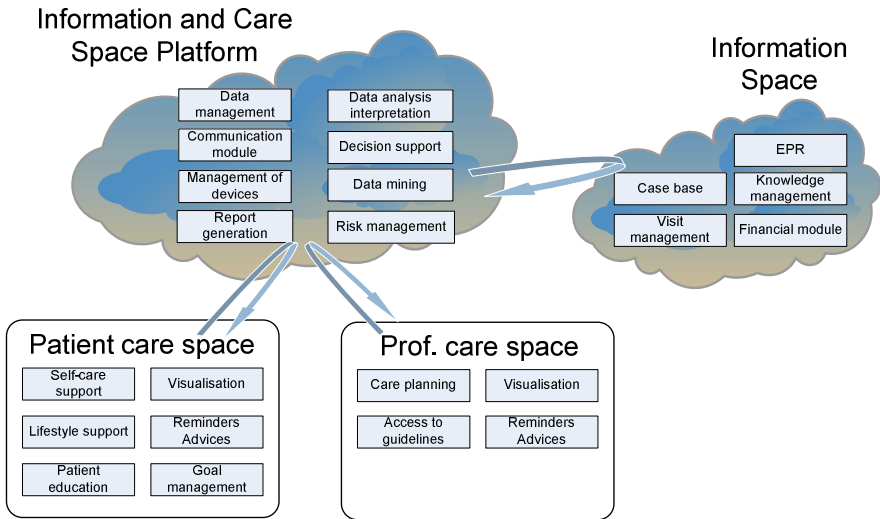 Information and Care
Space Platform
Data
management
Data analysis
interpretation
Communication
module
Decision support
Management of
devices
Data mining
Report
generation
Risk management
Information
Space
EPR
Case base
Knowledge
management
Visit
management
Financial module
Patient care space
Self-care
support
Visualisation
Lifestyle support
Reminders
Advices
Patient
education
Goal
management
Prof. care space
Care planning
Visualisation
Access to
guidelines
Reminders
Advices